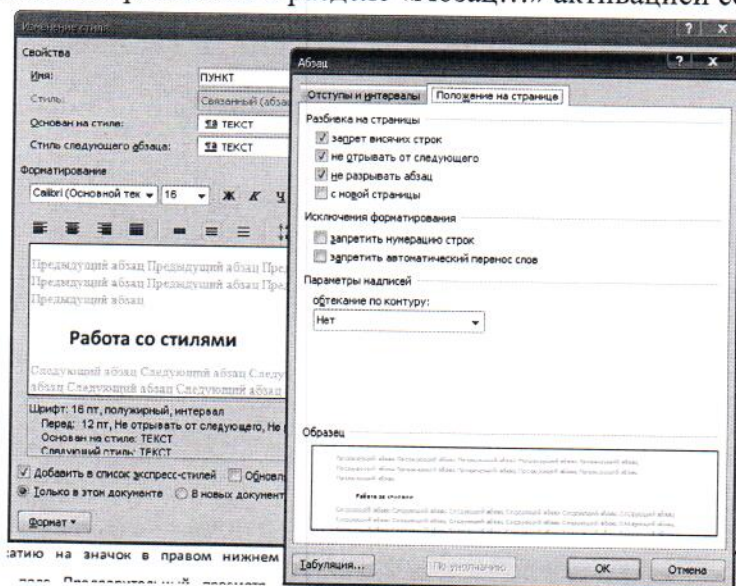 Изменение стиля
Свойства
Имя: ПУНКТ
Стиль: Связанный (абзац
Основан на стиле: ТЕКСТ
Стиль следующего абзаца: ТЕКСТ
Форматирование
Calibri (Основной тек 16 Ж К Ч
Предыдущий абзац Предыдущий абзац Пред
Предыдущий абзац Предыдущий абзац Пред
Предыдущий абзац
Работа со стилями
Следующий абзац Следующий абзац Следу
абзац Следующий абзац Следующий абзац
Шрифт: 16 пт, полужирный, интервал
Перед: 12 пт, Не отрывать от следующего, Не
Основан на стиле: ТЕКСТ
Следующий стиль: ТЕКСТ
Добавить в список экспресс-стилей Обновл
Только в этом документе В новых документ
Формат
Абзац
Отступы и интервалы Положение на странице
Разбивка на страницы
запрет висячих строк
не отрывать от следующего
не разрывать абзац
с новой страницы
Исключения форматирования
запретить нумерацию строк
запретить автоматический перенос слов
Параметры надписей
обтекание по контуру:
Нет
Образец
Работа со стилями
Табуляция... По умолчанию ОК Отмена
атию на значок в правом нижнем